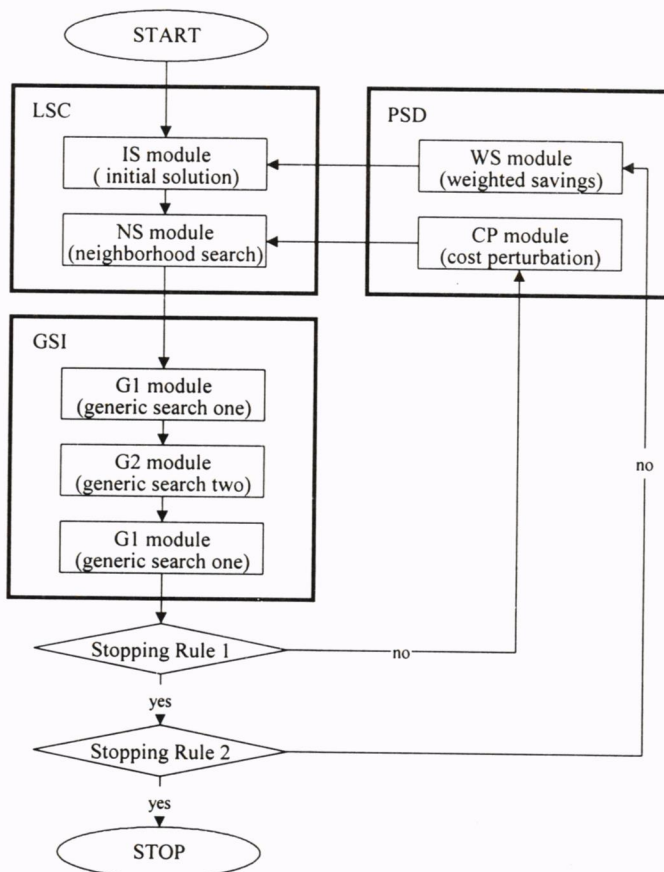 START
LSC
IS module
( initial solution)
NS module
(neighborhood search)
PSD
WS module
(weighted savings)
CP module
(cost perturbation)
GSI
G1 module
(generic search one)
G2 module
(generic search two)
G1 module
(generic search one)
Stopping Rule 1
no
yes
Stopping Rule 2
no
yes
STOP